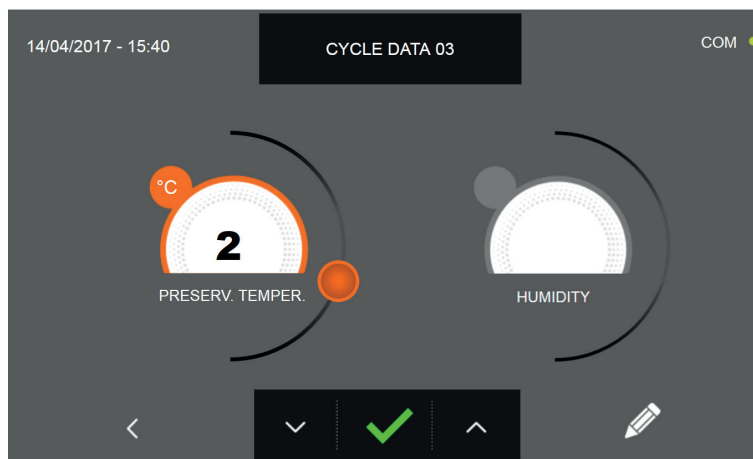 14/04/2017 - 15:40
CYCLE DATA 03
COM
°C
2
PRESERV. TEMPER.
HUMIDITY